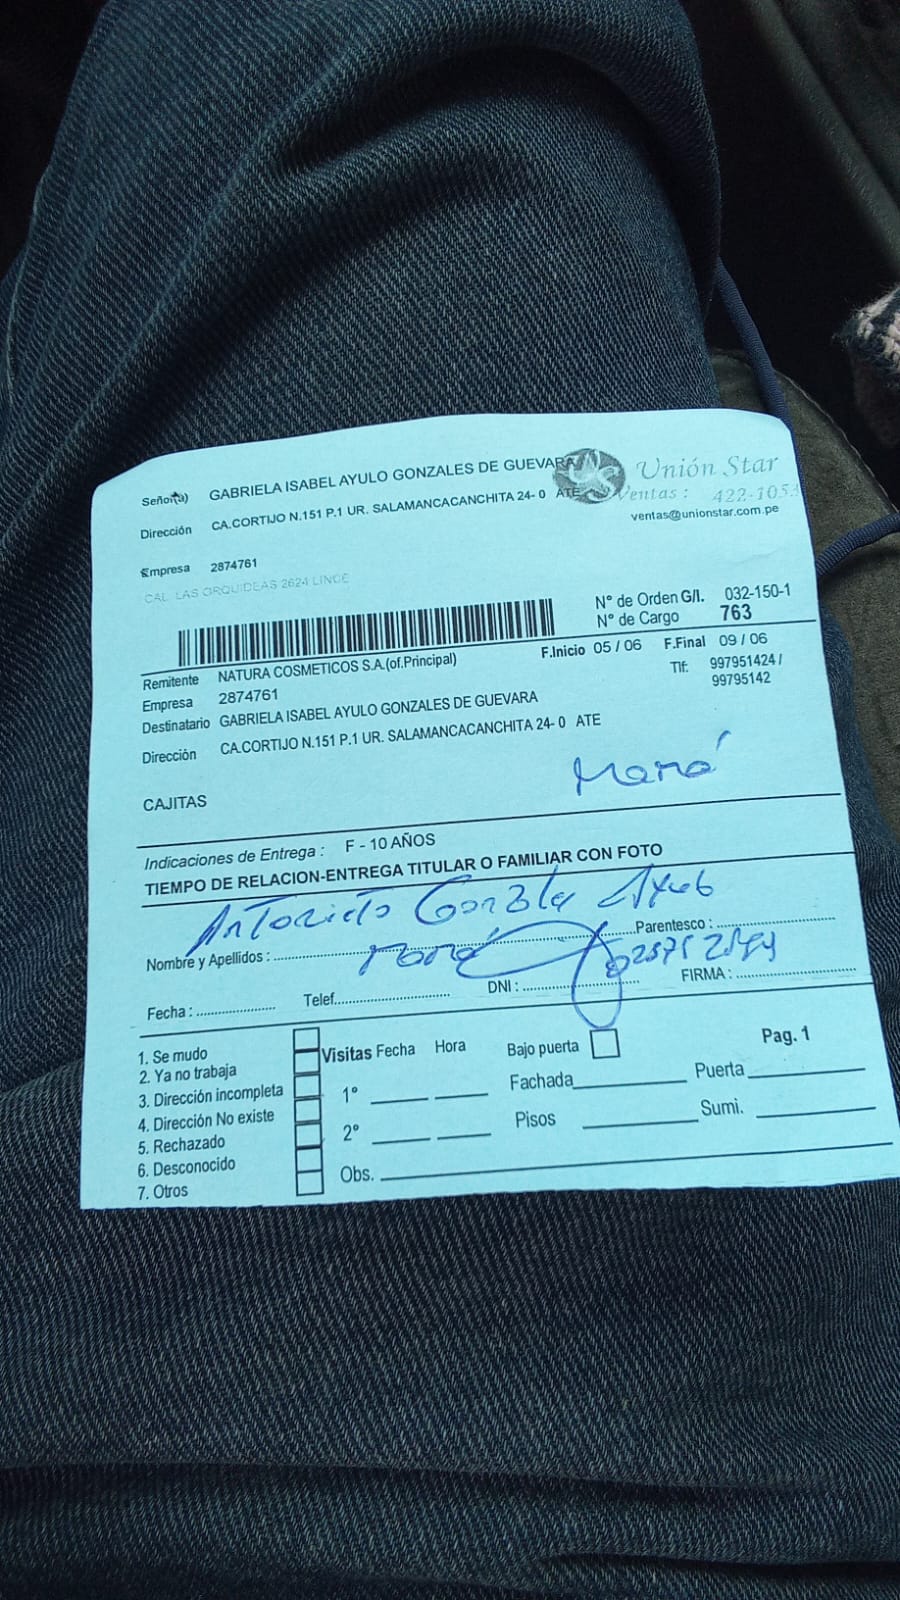 Señor(a) GABRIELA ISABEL AYULO GONZALES DE GUEVARA
Unión Star
Dirección CA.CORTIJO N.151 P.1 UR. SALAMANCACANCHITA 24- 0 ATE
Ventas : 422-105
ventas@unionstar.com.pe
Empresa 2874761
CAL. LAS ORQUIDEAS 2624 LINCE
N° de Orden G/I. 032-150-1
N° de Cargo 763
Remitente NATURA COSMETICOS S.A.(of.Principal)
F.Inicio 05 / 06 F.Final 09 / 06
Empresa 2874761
Tlf: 997951424 /
99795142
Destinatario GABRIELA ISABEL AYULO GONZALES DE GUEVARA
Dirección CA.CORTIJO N.151 P.1 UR. SALAMANCACANCHITA 24- 0 ATE
Mamá
CAJITAS
Indicaciones de Entrega : F - 10 AÑOS
TIEMPO DE RELACION-ENTREGA TITULAR O FAMILIAR CON FOTO
Antonieta
Nombre y Apellidos : Mamá Parentesco :
Fecha : Telef. DNI : FIRMA :
1. Se mudo
2. Ya no trabaja
3. Dirección incompleta
4. Dirección No existe
5. Rechazado
6. Desconocido
7. Otros
Visitas Fecha Hora
1°
2°
Obs.
Bajo puerta
Fachada
Pisos
Pag. 1
Puerta
Sumi.